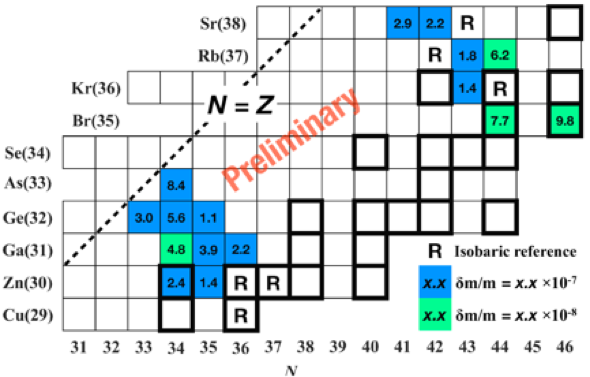 Sr(38) 2.9 2.2 R
Rb(37) R 1.8 6.2
Kr(36) 1.4 R
Br(35) 7.7 9.8
N = Z
Preliminary
Se(34)
As(33) 8.4
Ge(32) 3.0 5.6 1.1
Ga(31) 4.8 3.9 2.2
R Isobaric reference
Zn(30) 2.4 1.4 R R
x.x δm/m = x.x ×10-7
Cu(29) R
x.x δm/m = x.x ×10-8
31 32 33 34 35 36 37 38 39 40 41 42 43 44 45 46
N